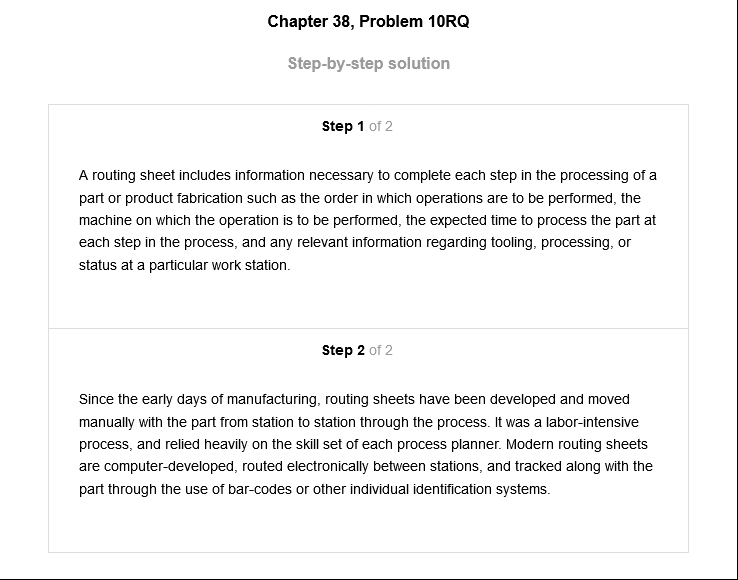 Chapter 38, Problem 10RQ
Step-by-step solution
Step 1 of 2
A routing sheet includes information necessary to complete each step in the processing of a
part or product fabrication such as the order in which operations are to be performed, the
machine on which the operation is to be performed, the expected time to process the part at
each step in the process, and any relevant information regarding tooling, processing, or
status at a particular work station.
Step 2 of 2
Since the early days of manufacturing, routing sheets have been developed and moved
manually with the part from station to station through the process. It was a labor-intensive
process, and relied heavily on the skill set of each process planner. Modern routing sheets
are computer-developed, routed electronically between stations, and tracked along with the
part through the use of bar-codes or other individual identification systems.